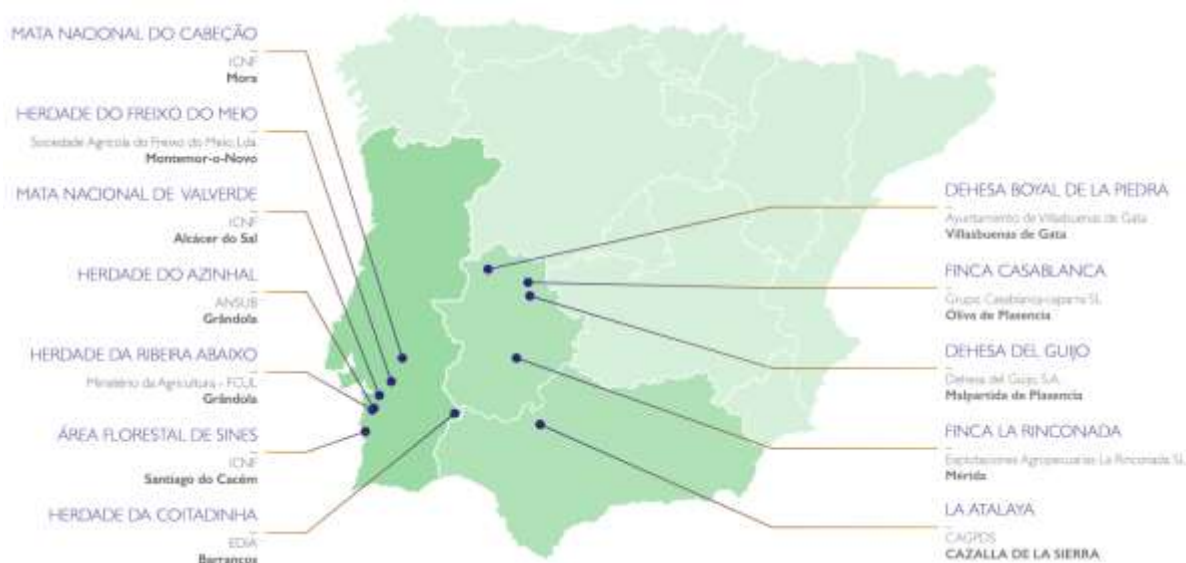 MATA NACIONAL DO CABEÇÃO
ICNF
Mora
HERDADE DO FREIXO DO MEIO
Sociedade Agrícola do Freixo do Meio, Lda
Montemor-o-Novo
MATA NACIONAL DE VALVERDE
ICNF
Alcácer do Sal
HERDADE DO AZINHAL
ANSUB
Grândola
HERDADE DA RIBEIRA ABAIXO
Ministério da Agricultura - FCUL
Grândola
ÁREA FLORESTAL DE SINES
ICNF
Santiago do Cacém
HERDADE DA COITADINHA
EDIA
Barrancos
DEHESA BOYAL DE LA PIEDRA
Ayuntamiento de Villasbuenas de Gata
Villasbuenas de Gata
FINCA CASABLANCA
Grupo Casablanca-caparra SL
Oliva de Plasencia
DEHESA DEL GUIJO
Dehesa del Guijo, S.A.
Malpartida de Plasencia
FINCA LA RINCONADA
Explotaciones Agropecuarias La Rinconada SL
Mérida
LA ATALAYA
CAGPDS
CAZALLA DE LA SIERRA